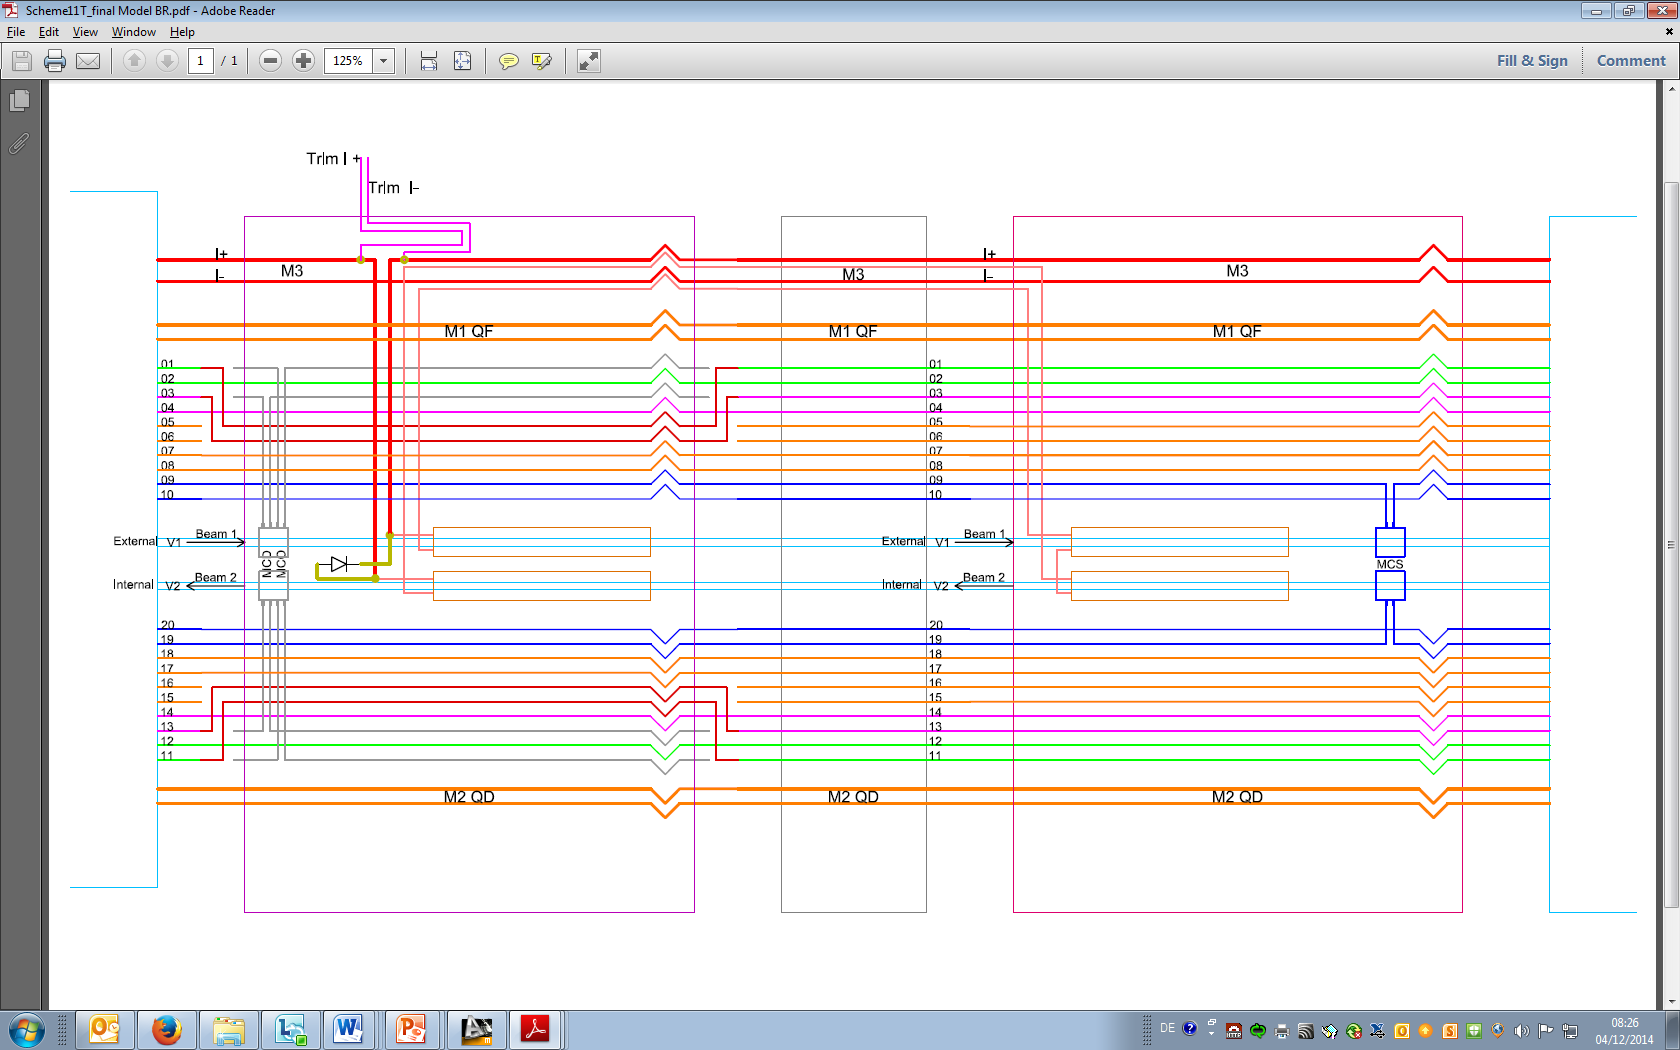 Scheme11T_final Model BR.pdf - Adobe Reader
File Edit View Window Help
1 / 1 125% Fill & Sign Comment
Trim I +
Trim I-
I+ I+
M3 M3 M3
I- I-
M1 QF M1 QF M1 QF
01 01
02 02
03 03
04 04
05 05
06 06
07 07
08 08
09 09
10 10
External V1 Beam 1 External V1 Beam 1
MCO MCO MCS
Internal V2 Beam 2 Internal V2 Beam 2
20 20
19 19
18 18
17 17
16 16
15 15
14 14
13 13
12 12
11 11
M2 QD M2 QD M2 QD
DE 08:26
04/12/2014